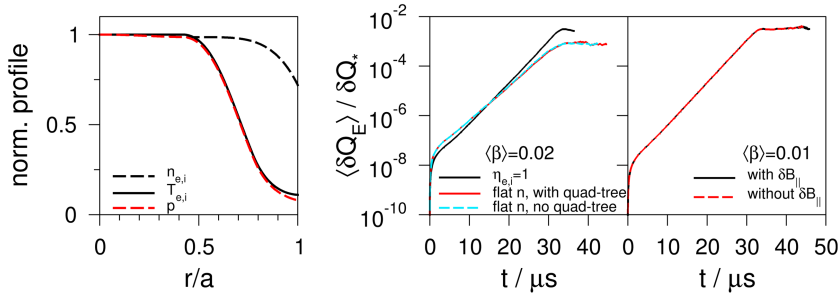 norm. profile
1
0.5
0
n_{e,i}
T_{e,i}
p
0
0.5
1
r/a
⟨δQ_E⟩ / δQ_*
10^{-2}
10^{-4}
10^{-6}
10^{-8}
10^{-10}
⟨β⟩=0.02
η_{e,i}=1
flat n, with quad-tree
flat n, no quad-tree
0 10 20 30 40
t / μs
⟨β⟩=0.01
with δB_{||}
without δB_{||}
0 10 20 30 40 50
t / μs